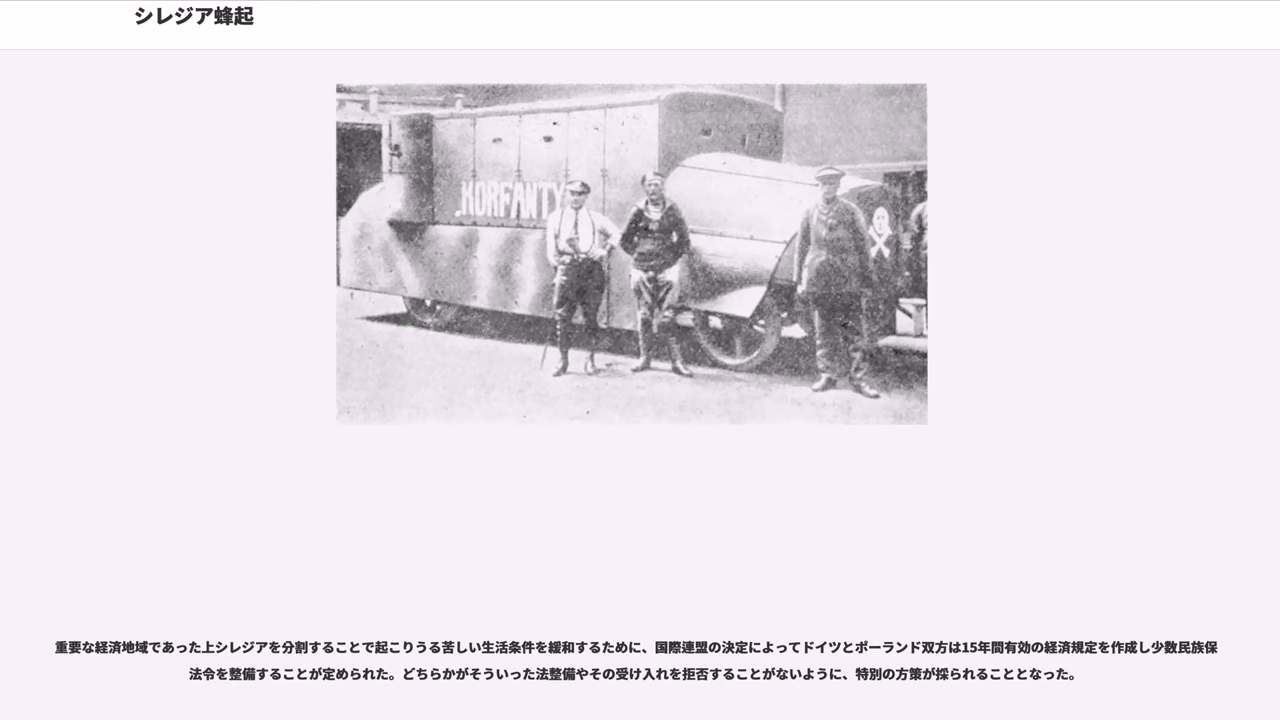 シレジア蜂起
„KORFANTY
重要な経済地域であった上シレジアを分割することで起こりうる苦しい生活条件を緩和するために、国際連盟の決定によってドイツとポーランド双方は15年間有効の経済規定を作成し少数民族保
法令を整備することが定められた。どちらかがそういった法整備やその受け入れを拒否することがないように、特別の方策が採られることとなった。